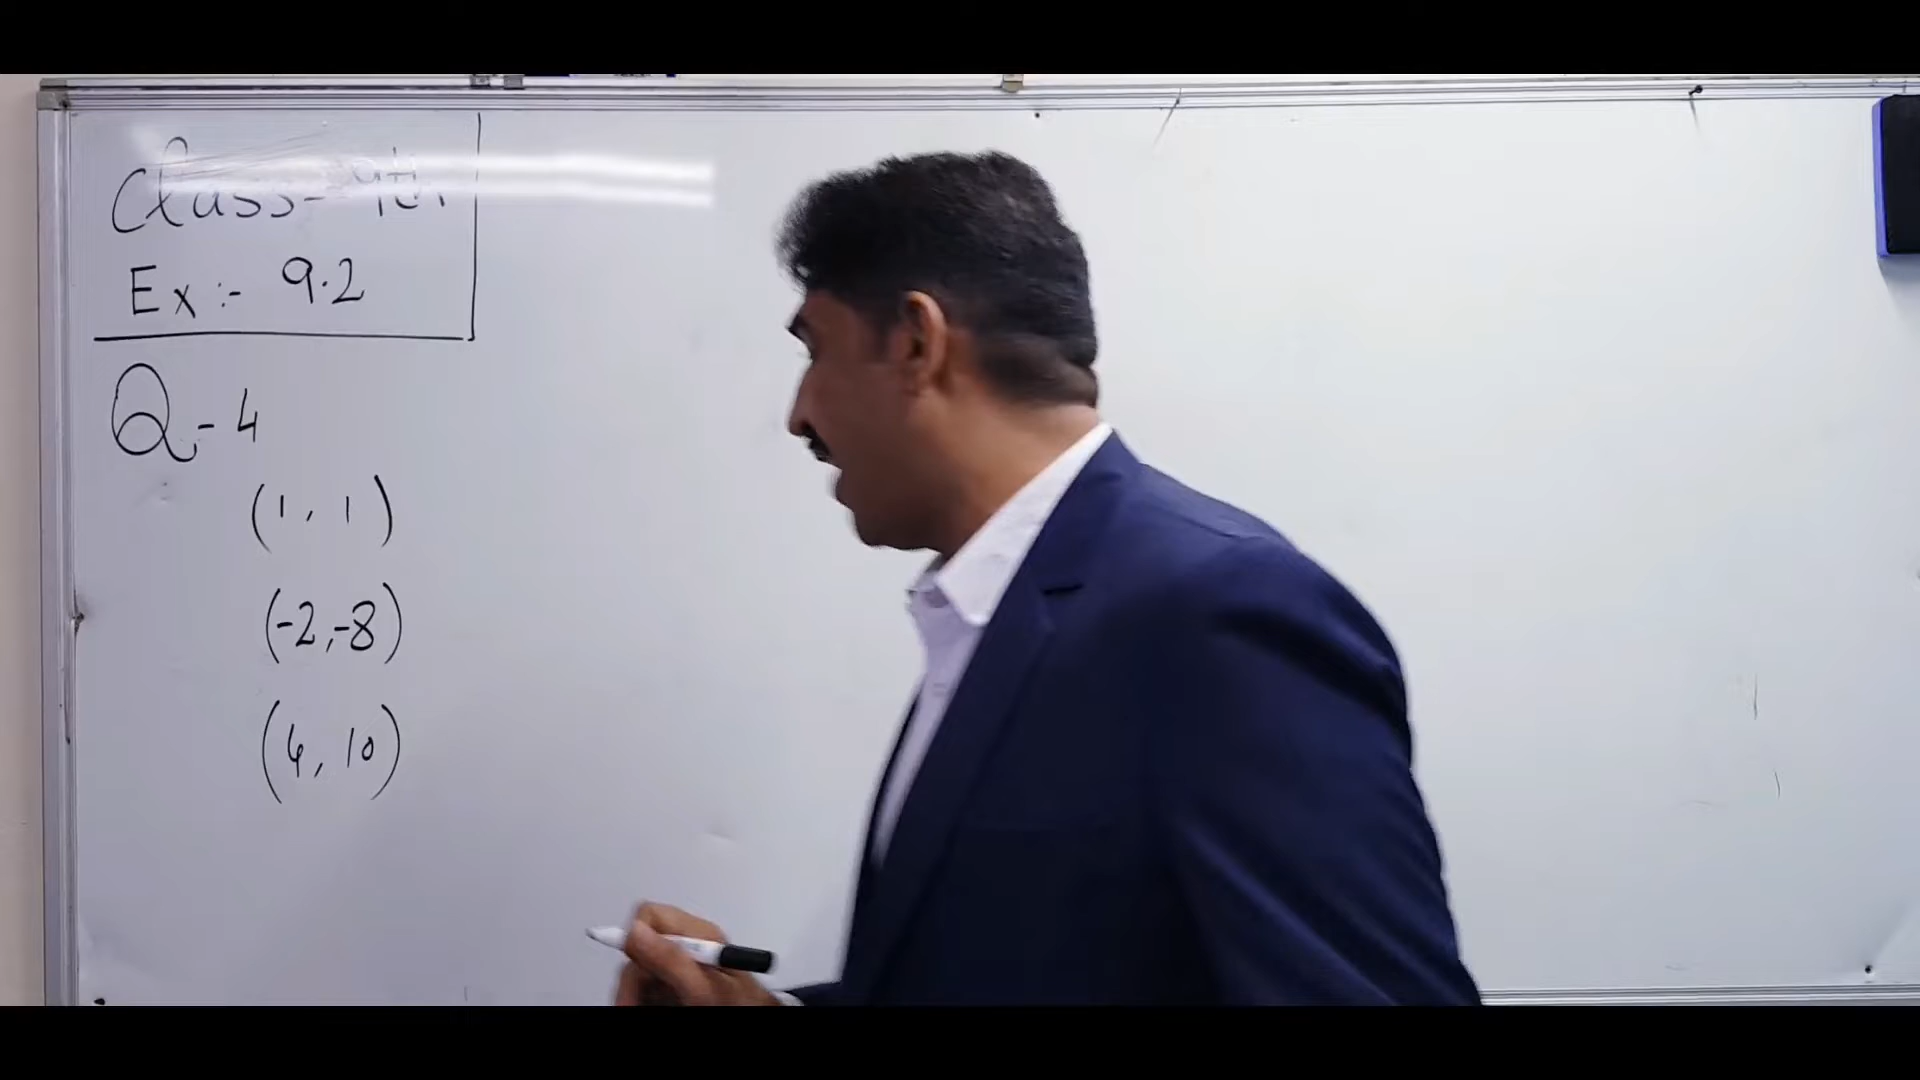 Class- 9th
Ex :- 9.2
Q - 4
(1, 1)
(-2,-8)
(4, 10)